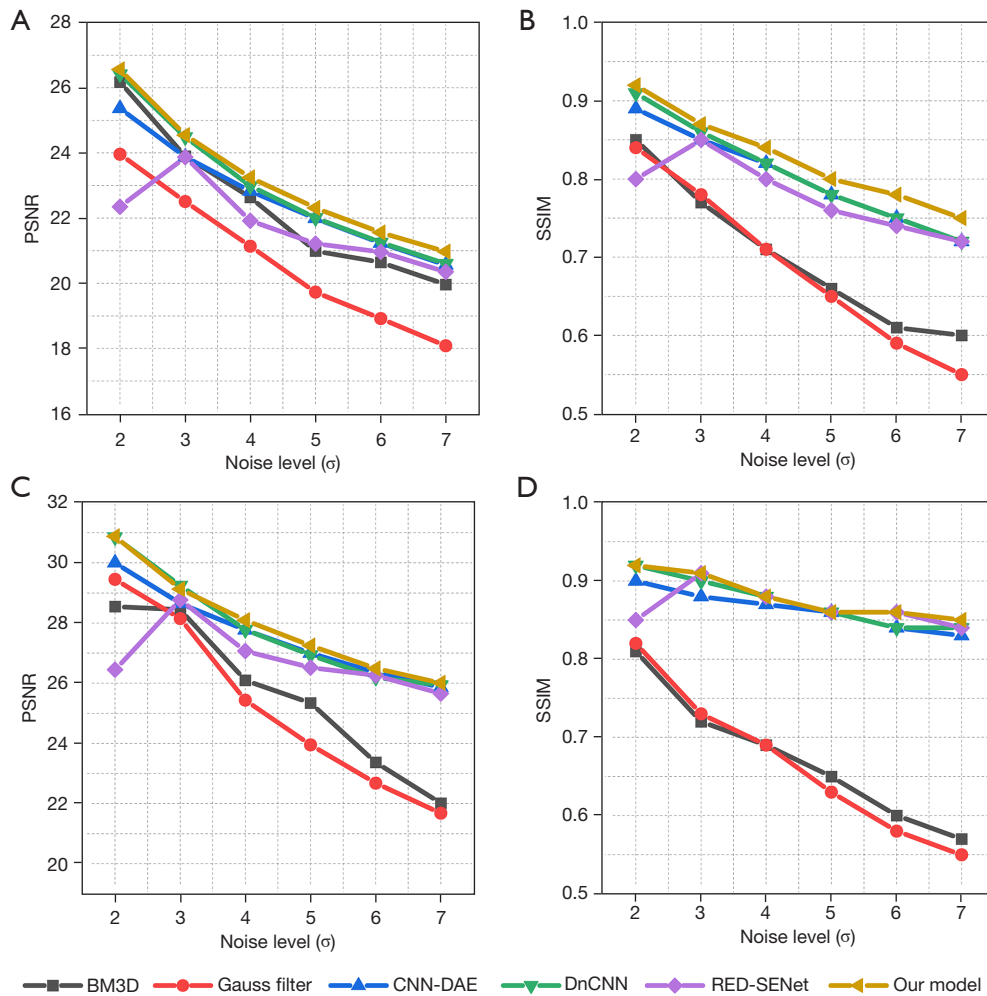 A
28
26
24
22
20
18
16
PSNR
2 3 4 5 6 7
Noise level (σ)
B
1.0
0.9
0.8
0.7
0.6
0.5
SSIM
2 3 4 5 6 7
Noise level (σ)
C
32
30
28
26
24
22
20
PSNR
2 3 4 5 6 7
Noise level (σ)
D
1.0
0.9
0.8
0.7
0.6
0.5
SSIM
2 3 4 5 6 7
Noise level (σ)
BM3D Gauss filter CNN-DAE DnCNN RED-SENet Our model